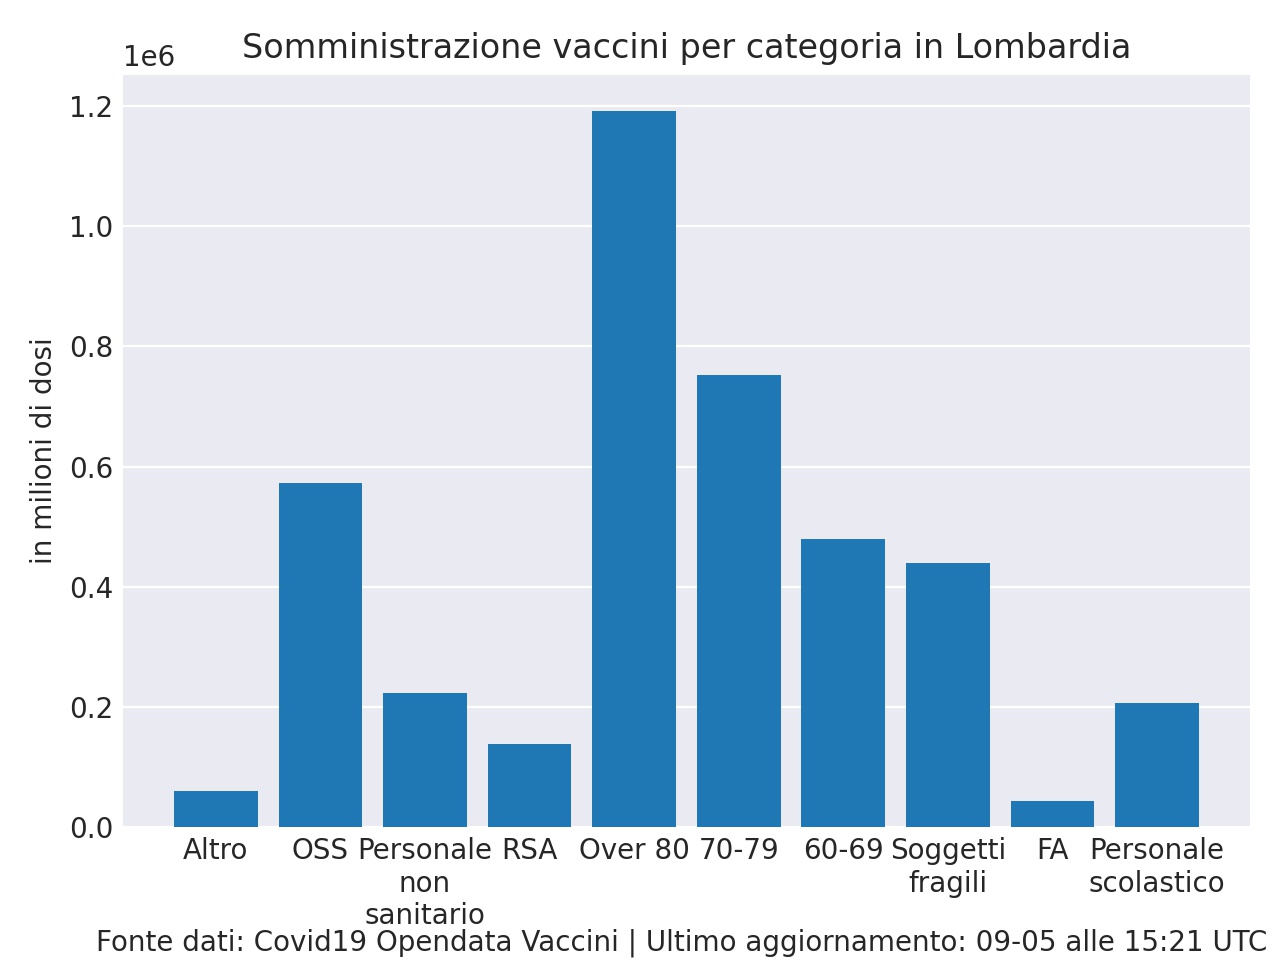 Somministrazione vaccini per categoria in Lombardia
1e6
1.2
1.0
0.8
0.6
0.4
0.2
0.0
in milioni di dosi
Altro
OSS
Personale
non
sanitario
RSA
Over 80
70-79
60-69
Soggetti
fragili
FA
Personale
scolastico
Fonte dati: Covid19 Opendata Vaccini | Ultimo aggiornamento: 09-05 alle 15:21 UTC